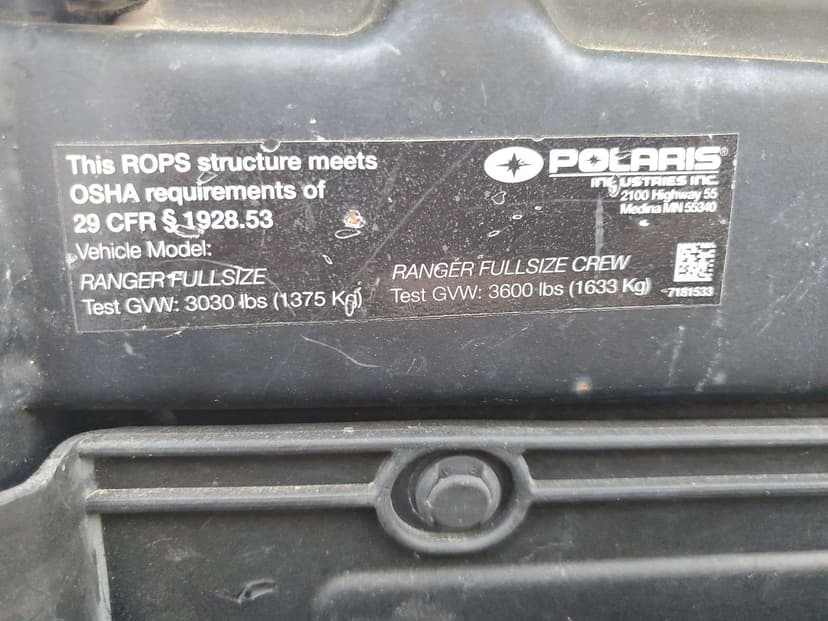 This ROPS structure meets
OSHA requirements of
29 CFR § 1928.53
Vehicle Model:
RANGER FULLSIZE
Test GVW: 3030 lbs (1375 Kg)
POLARIS®
INDUSTRIES INC.
2100 Highway 55
Medina MN 55340
RANGER FULLSIZE CREW
Test GVW: 3600 lbs (1633 Kg)
7181533